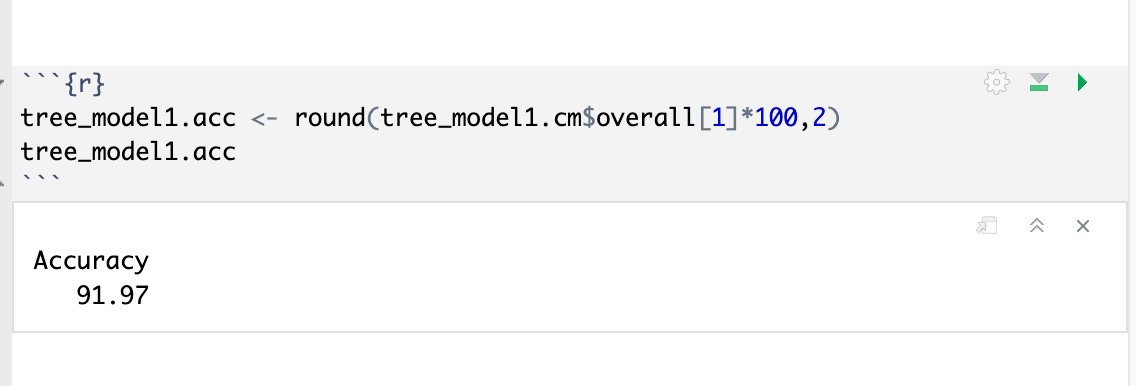 ```{r}
tree_model1.acc <- round(tree_model1.cm$overall[1]*100,2)
tree_model1.acc
```
Accuracy
91.97